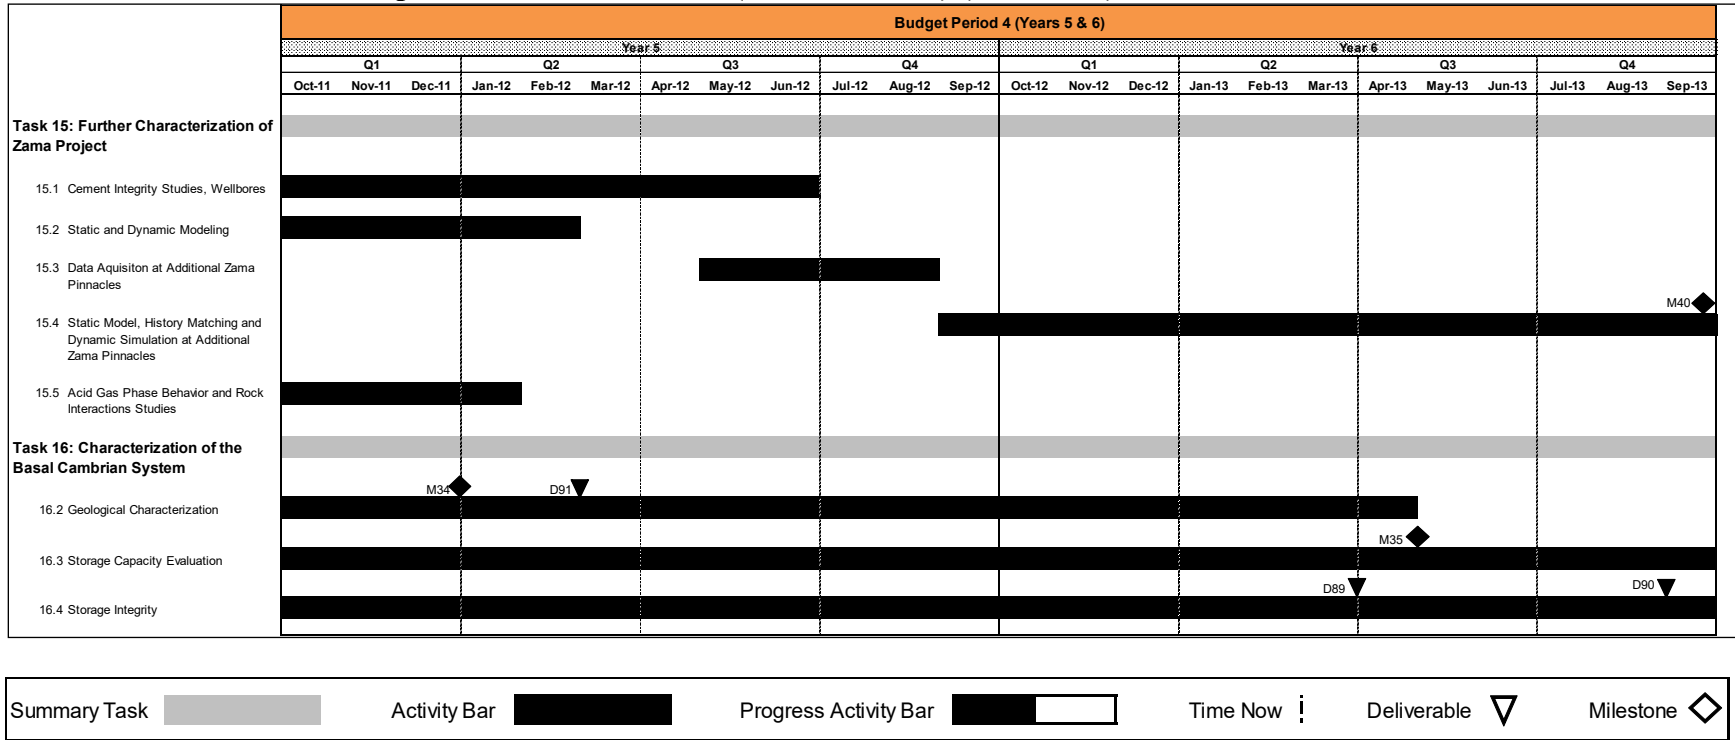 Budget Period 4 (Years 5 & 6)
Year 5 Year 6
Q1 Q2 Q3 Q4 Q1 Q2 Q3 Q4
Oct-11 Nov-11 Dec-11 Jan-12 Feb-12 Mar-12 Apr-12 May-12 Jun-12 Jul-12 Aug-12 Sep-12 Oct-12 Nov-12 Dec-12 Jan-13 Feb-13 Mar-13 Apr-13 May-13 Jun-13 Jul-13 Aug-13 Sep-13
Task 15: Further Characterization of
Zama Project
15.1 Cement Integrity Studies, Wellbores
15.2 Static and Dynamic Modeling
15.3 Data Aquisiton at Additional Zama
Pinnacles
M40
15.4 Static Model, History Matching and
Dynamic Simulation at Additional
Zama Pinnacles
15.5 Acid Gas Phase Behavior and Rock
Interactions Studies
Task 16: Characterization of the
Basal Cambrian System
M34 D91
16.2 Geological Characterization
M35
16.3 Storage Capacity Evaluation
D89 D90
16.4 Storage Integrity
Summary Task Activity Bar Progress Activity Bar Time Now Deliverable Milestone